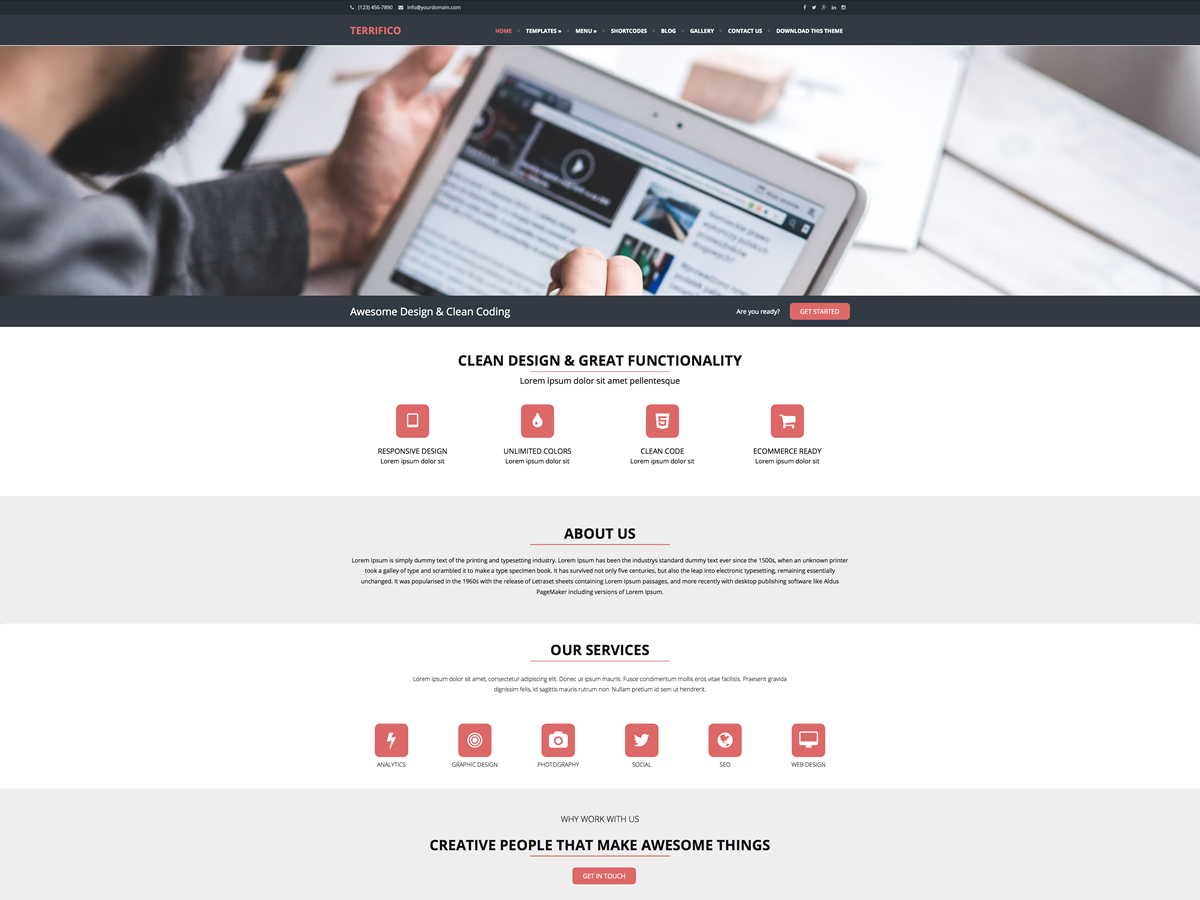 (123) 456-7890 info@yourdomain.com
TERRIFICO
HOME TEMPLATES » MENU » SHORTCODES BLOG GALLERY CONTACT US DOWNLOAD THIS THEME
Awesome Design & Clean Coding
Are you ready? GET STARTED
CLEAN DESIGN & GREAT FUNCTIONALITY
Lorem ipsum dolor sit amet pellentesque
RESPONSIVE DESIGN UNLIMITED COLORS CLEAN CODE ECOMMERCE READY
Lorem ipsum dolor sit Lorem ipsum dolor sit Lorem ipsum dolor sit Lorem ipsum dolor sit
ABOUT US
Lorem Ipsum is simply dummy text of the printing and typesetting industry. Lorem Ipsum has been the industrys standard dummy text ever since the 1500s, when an unknown printer
took a galley of type and scrambled it to make a type specimen book. It has survived not only five centuries, but also the leap into electronic typesetting, remaining essentially
unchanged. It was popularised in the 1960s with the release of Letraset sheets containing Lorem Ipsum passages, and more recently with desktop publishing software like Aldus
PageMaker including versions of Lorem Ipsum.
OUR SERVICES
Lorem ipsum dolor sit amet, consectetur adipiscing elit. Donec ut ipsum mauris. Fusce condimentum mollis eros vitae facilisis. Praesent gravida
dignissim felis, id sagittis mauris rutrum non. Nullam pretium id sem ut hendrerit.
ANALYTICS GRAPHIC DESIGN PHOTOGRAPHY SOCIAL SEO WEB DESIGN
WHY WORK WITH US
CREATIVE PEOPLE THAT MAKE AWESOME THINGS
GET IN TOUCH